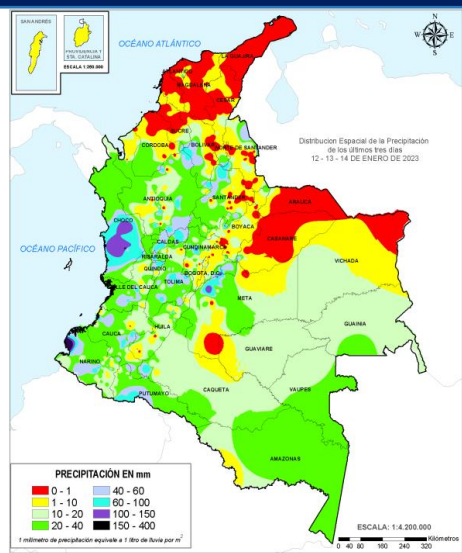 SAN ANDRÉS
PROVIDENCIA Y
STA. CATALINA
ESCALA 1:250.000
OCÉANO ATLÁNTICO
N
W
E
S
LA GUAJIRA
MAGDALENA
CESAR
SUCRE
CORDOBA
BOLIVAR
NORTE DE SANTANDER
Distribucion Espacial de la Precipitación
de los últimos tres días
12 - 13 - 14 DE ENERO DE 2023
ANTIOQUIA
SANTANDER
ARAUCA
CHOCO
BOYACA
CASANARE
OCÉANO PACÍFICO
CALDAS
CUNDINAMARCA
RISARALDA
VICHADA
QUINDIO
BOGOTA, D.C.
TOLIMA
VALLE DEL CAUCA
META
GUAINIA
CAUCA
HUILA
GUAVIARE
NARIÑO
CAQUETA
VAUPES
PUTUMAYO
AMAZONAS
PRECIPITACIÓN EN mm
0 - 1
40 - 60
1 - 10
60 - 100
10 - 20
100 - 150
20 - 40
150 - 400
1 milimetro de precipitación equivale a 1 litro de lluvia por m²
ESCALA: 1:4.200.000
Kilómetros
0 40 80 160 240 320